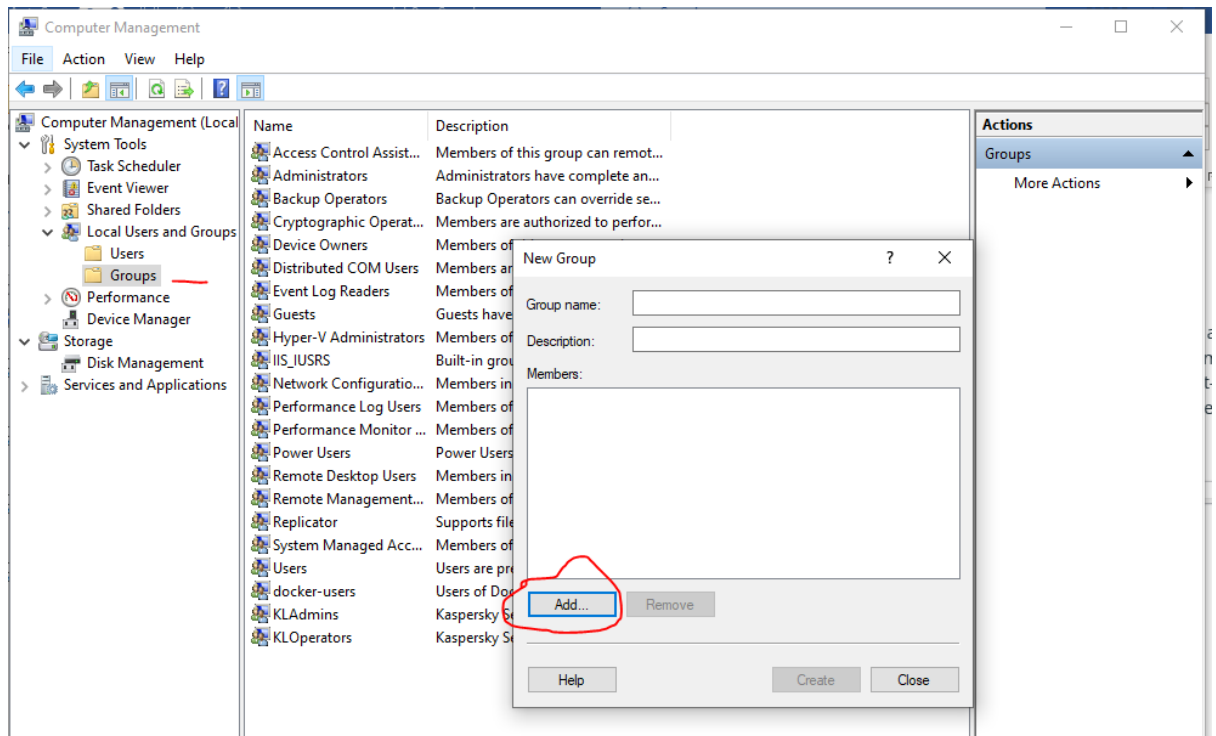 Computer Management
File Action View Help
Computer Management (Local
System Tools
Task Scheduler
Event Viewer
Shared Folders
Local Users and Groups
Users
Groups
Performance
Device Manager
Storage
Disk Management
Services and Applications
Name Description
Access Control Assist... Members of this group can remot...
Administrators Administrators have complete an...
Backup Operators Backup Operators can override se...
Cryptographic Operat... Members are authorized to perfor...
Device Owners Members of
Distributed COM Users Members ar
Event Log Readers Members of
Guests Guests have
Hyper-V Administrators Members of
IIS_IUSRS Built-in grou
Network Configuratio... Members in
Performance Log Users Members of
Performance Monitor ... Members of
Power Users Power Users
Remote Desktop Users Members in
Remote Management... Members of
Replicator Supports file
System Managed Acc... Members of
Users Users are pre
docker-users Users of Doc
KLAdmins Kaspersky Se
KLOperators Kaspersky Se
New Group ?
Group name:
Description:
Members:
Add... Remove
Help Create Close
Actions
Groups
More Actions